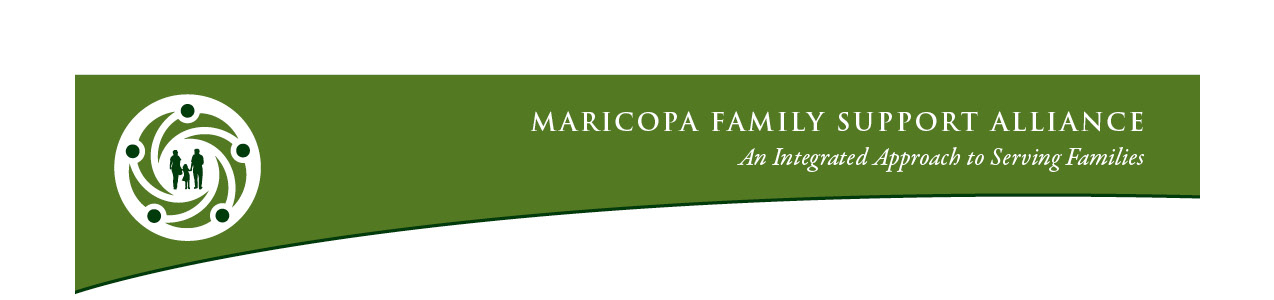 MARICOPA FAMILY SUPPORT ALLIANCE
An Integrated Approach to Serving Families